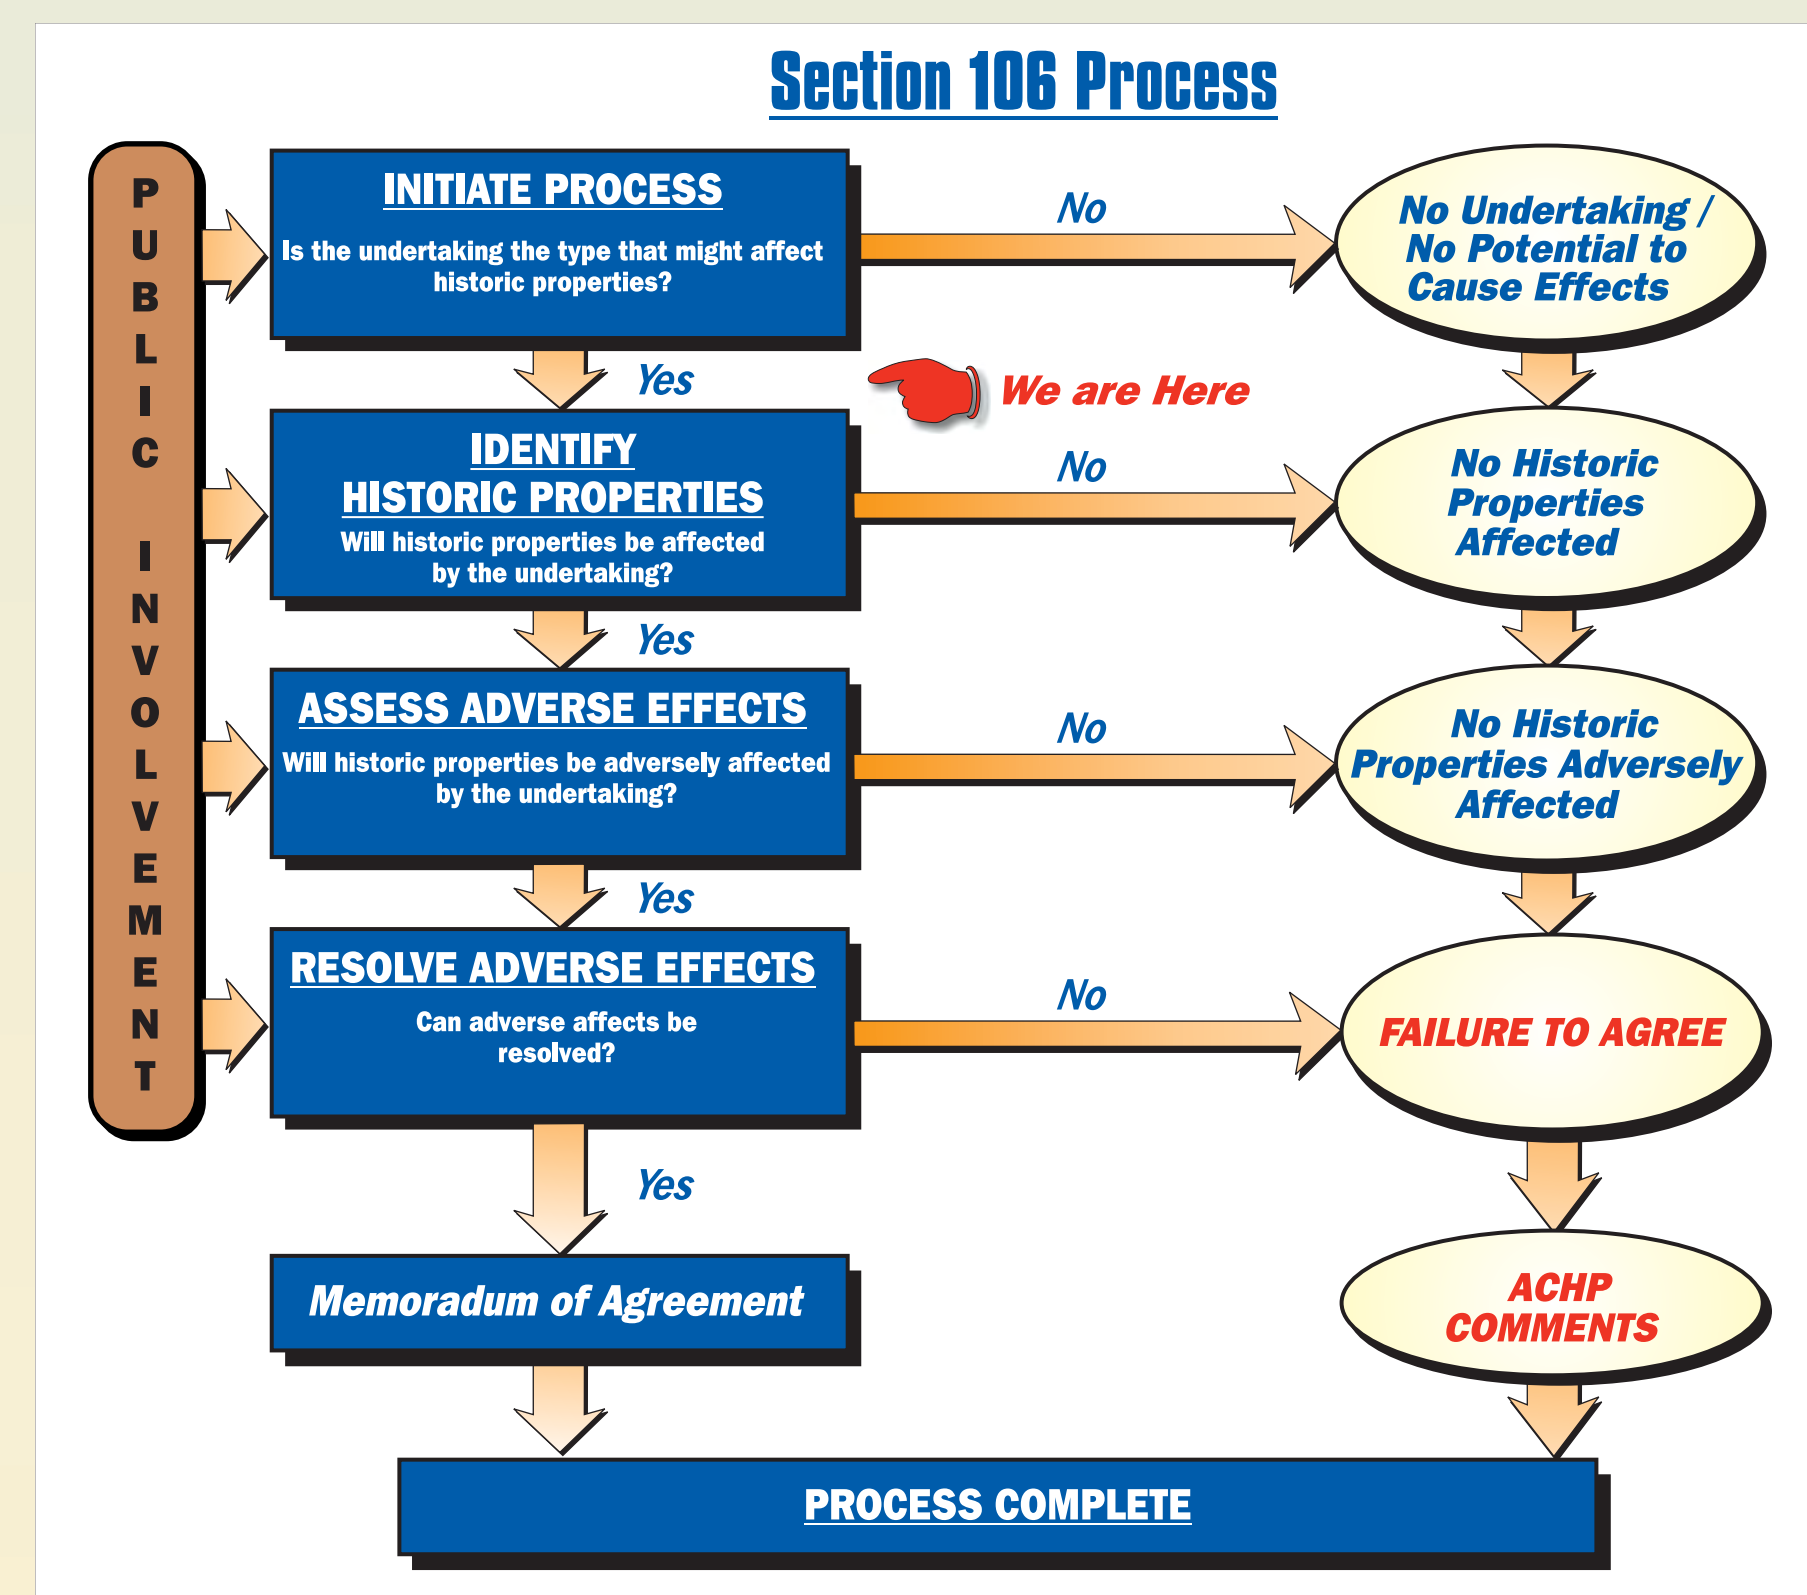 Section 106 Process
PUBLIC INVOLVEMENT
INITIATE PROCESS
Is the undertaking the type that might affect
historic properties?
No
No Undertaking /
No Potential to
Cause Effects
Yes
We are Here
IDENTIFY
HISTORIC PROPERTIES
Will historic properties be affected
by the undertaking?
No
No Historic
Properties
Affected
Yes
ASSESS ADVERSE EFFECTS
Will historic properties be adversely affected
by the undertaking?
No
No Historic
Properties Adversely
Affected
Yes
RESOLVE ADVERSE EFFECTS
Can adverse affects be
resolved?
No
FAILURE TO AGREE
Yes
Memoradum of Agreement
ACHP
COMMENTS
PROCESS COMPLETE